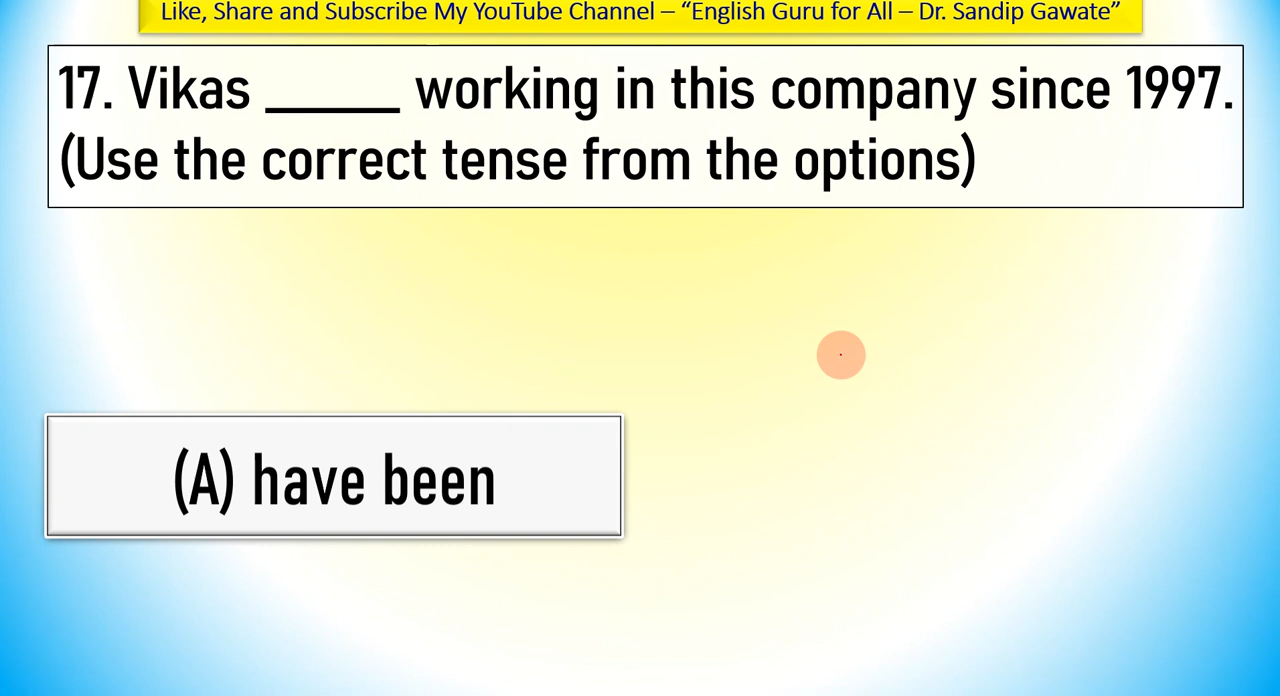 Like, Share and Subscribe My YouTube Channel – “English Guru for All – Dr. Sandip Gawate”
17. Vikas _____ working in this company since 1997.
(Use the correct tense from the options)
(A) have been